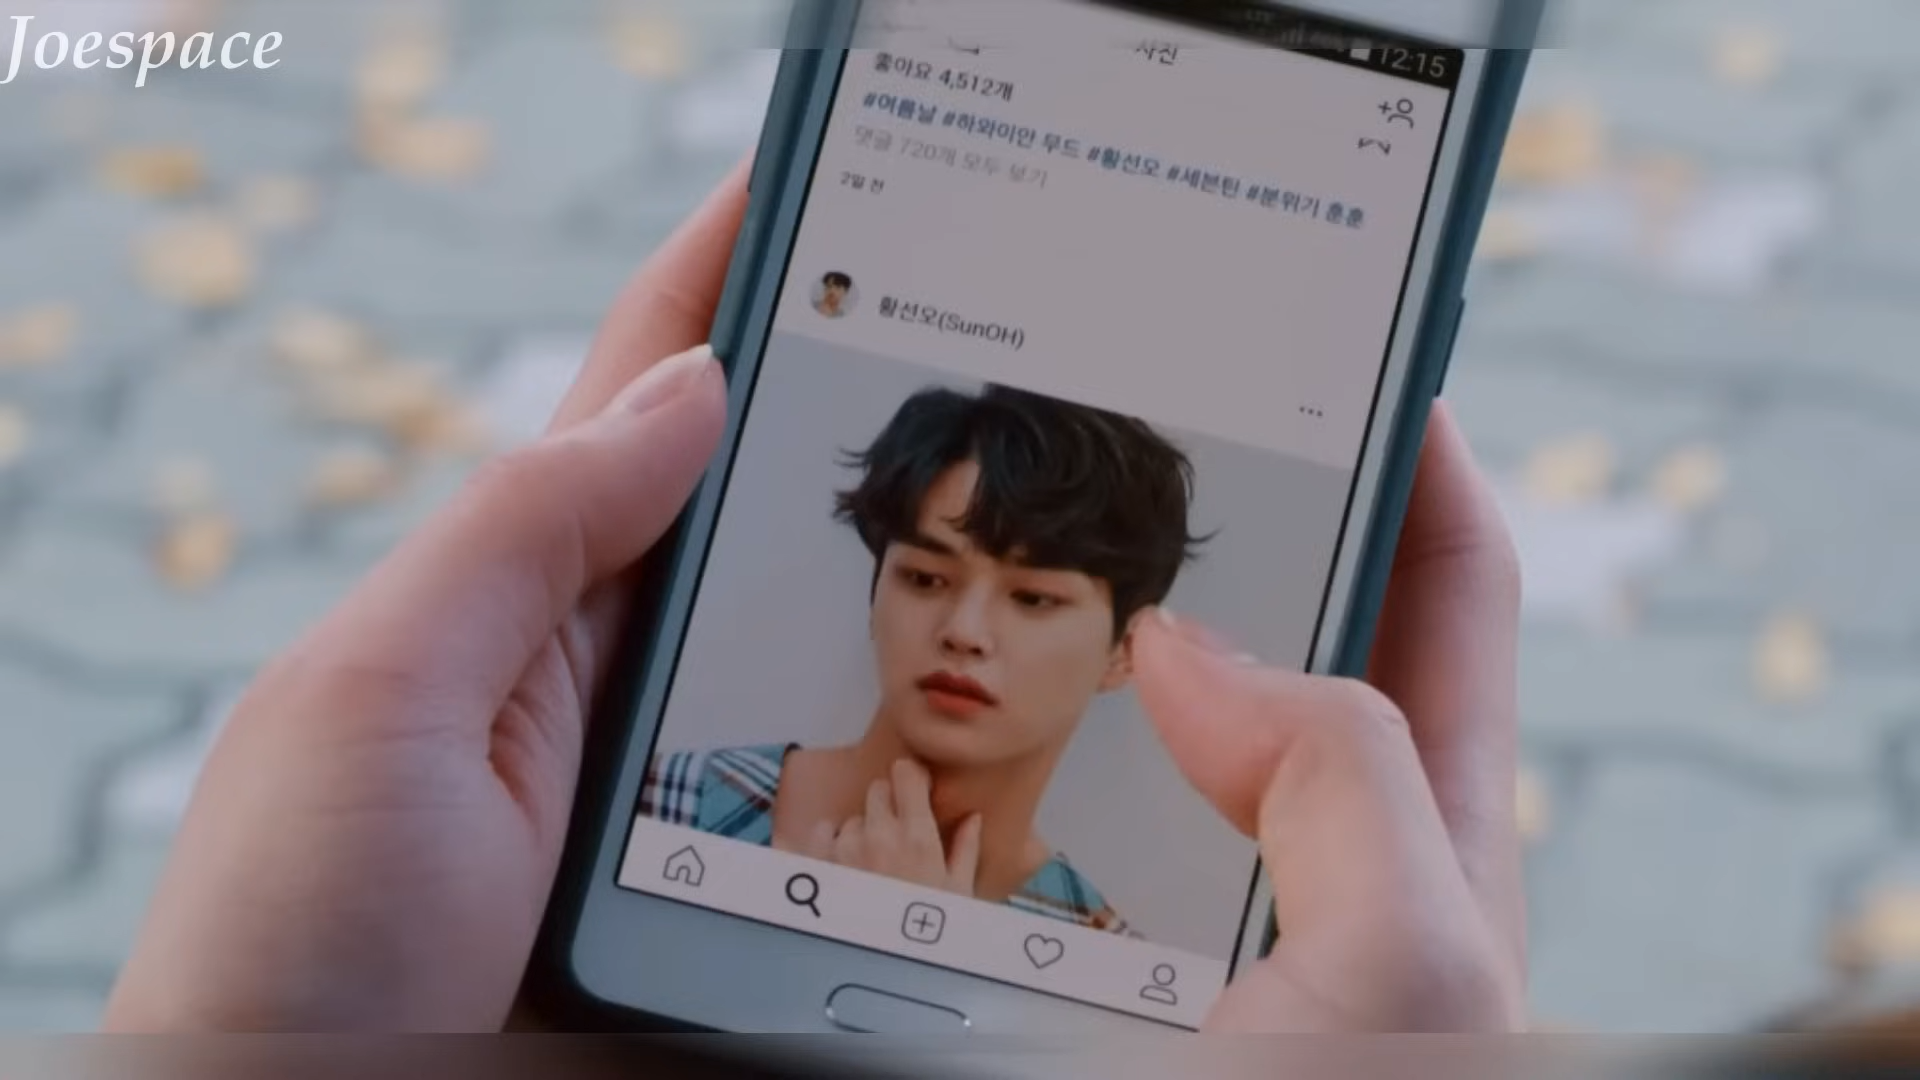 Joespace
12:15
사진
좋아요 4,512개
#여름날 #하와이안 무드 #황선오 #세븐틴 #분위기 훈훈
댓글 720개 모두 보기
2일 전
황선오(SunOH)